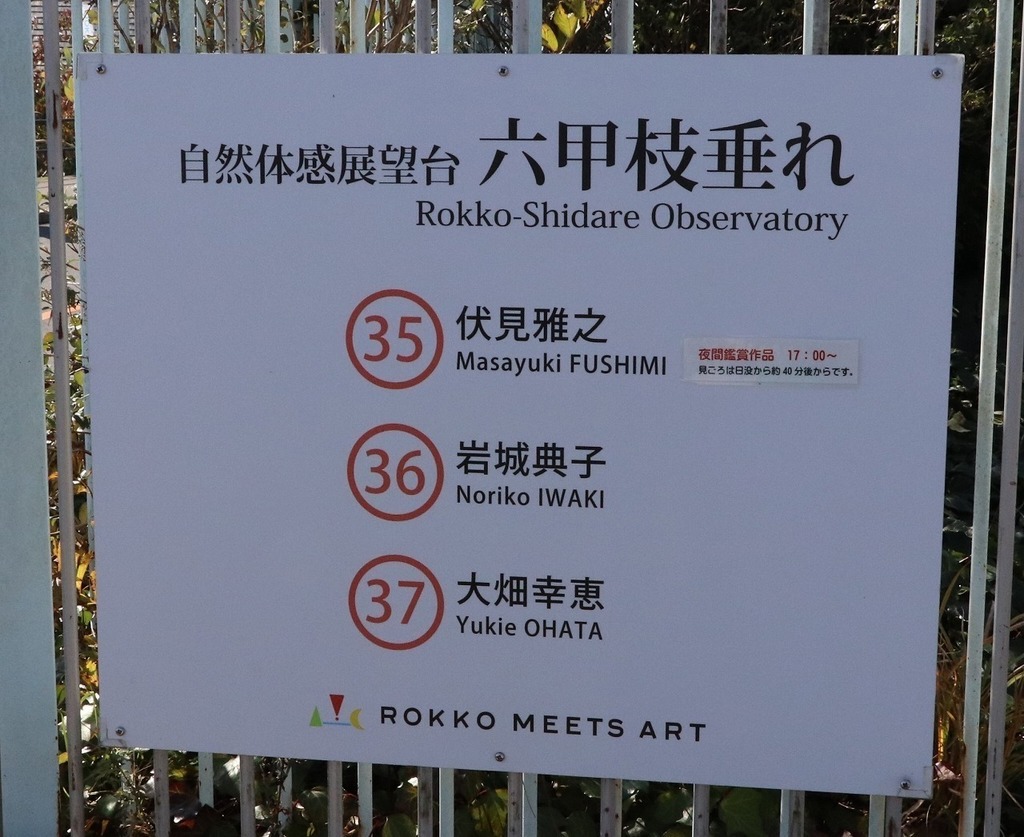 自然体感展望台 六甲枝垂れ
Rokko-Shidare Observatory
35 伏見雅之
Masayuki FUSHIMI
夜間鑑賞作品 17:00~
見ごろは日没から約40分後からです。
36 岩城典子
Noriko IWAKI
37 大畑幸恵
Yukie OHATA
ROKKO MEETS ART